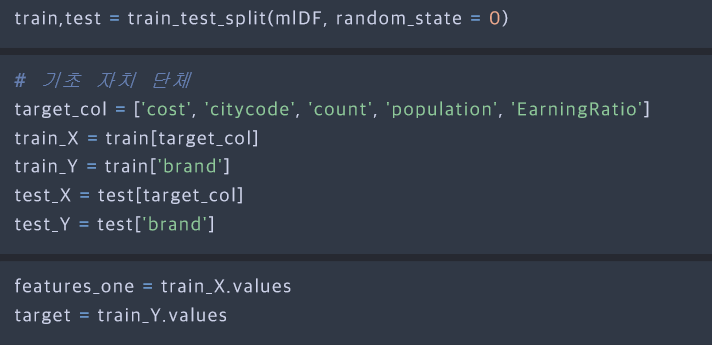 train,test = train_test_split(mlDF, random_state = 0)
# 기초 자치 단체
target_col = ['cost', 'citycode', 'count', 'population', 'EarningRatio']
train_X = train[target_col]
train_Y = train['brand']
test_X = test[target_col]
test_Y = test['brand']
features_one = train_X.values
target = train_Y.values